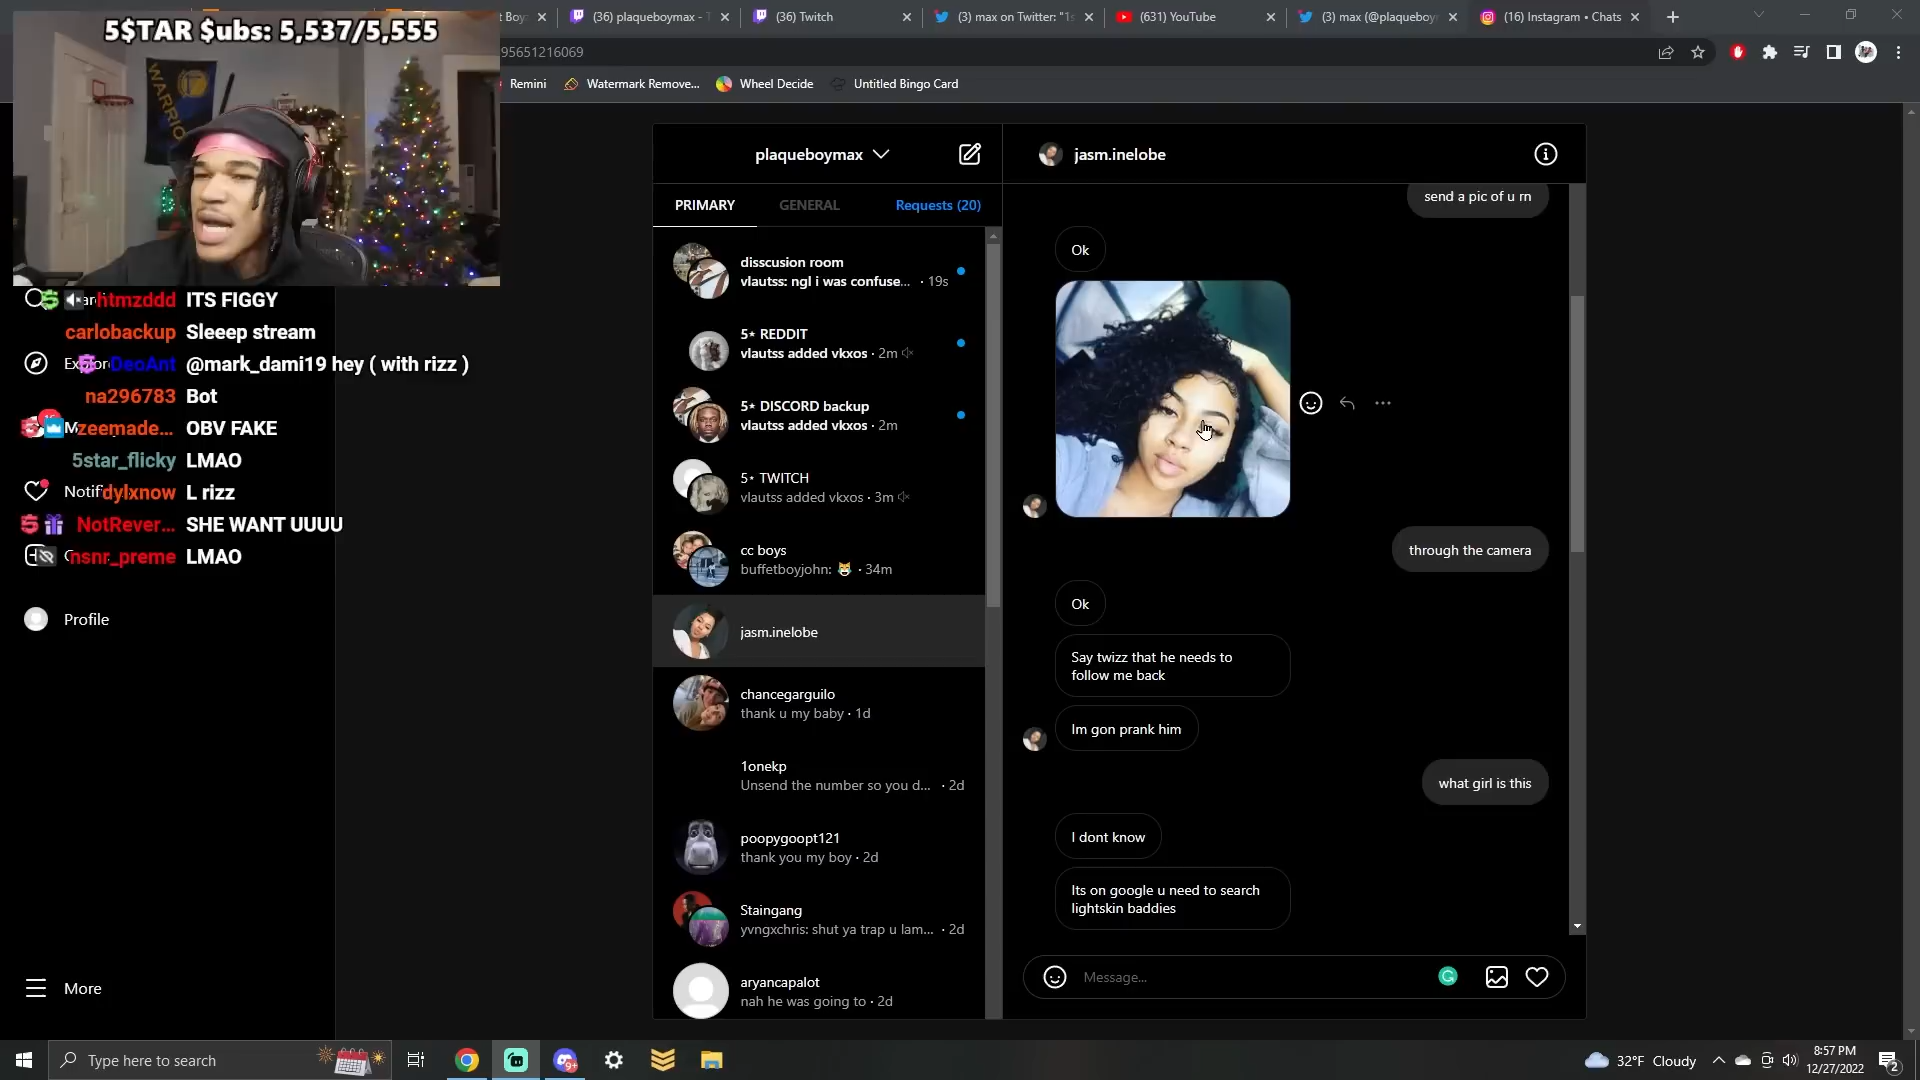 5$TAR $ubs: 5,537/5,555
WARRIO
(36) plaqueboymax - T
(36) Twitch
(3) max on Twitter: "1s
(631) YouTube
(3) max (@plaqueboy
(16) Instagram • Chats
95651216069
Remini
Watermark Remove...
Wheel Decide
Untitled Bingo Card
htmzddd ITS FIGGY
carlobackup Sleeep stream
DeoAnt @mark_dami19 hey ( with rizz )
na296783 Bot
zeemade... OBV FAKE
5star_flicky LMAO
Notif
dylxnow L rizz
NotRever... SHE WANT UUUU
nsnr_preme LMAO
Profile
More
plaqueboymax
PRIMARY
GENERAL
Requests (20)
disscusion room
vlautss: ngl i was confuse... · 19s
5⋆ REDDIT
vlautss added vkxos · 2m
5⋆ DISCORD backup
vlautss added vkxos · 2m
5⋆ TWITCH
vlautss added vkxos · 3m
cc boys
buffetboyjohn: 😹 · 34m
jasm.inelobe
chancegarguilo
thank u my baby · 1d
1onekp
Unsend the number so you d... · 2d
poopygoopt121
thank you my boy · 2d
Staingang
yvngxchris: shut ya trap u lam... · 2d
aryancapalot
nah he was going to · 2d
jasm.inelobe
send a pic of u rn
Ok
through the camera
Ok
Say twizz that he needs to
follow me back
Im gon prank him
what girl is this
I dont know
Its on google u need to search
lightskin baddies
Message...
Type here to search
32°F Cloudy
8:57 PM
12/27/2022
2